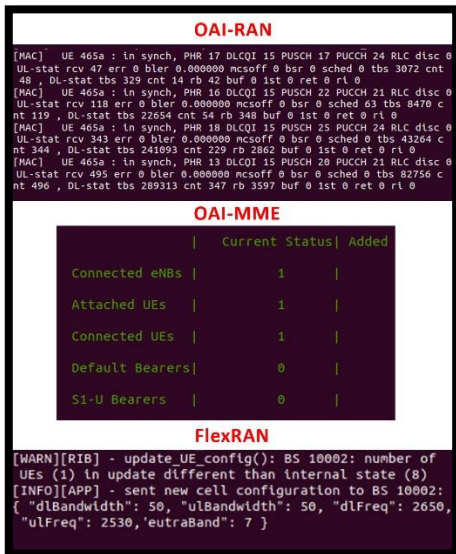 OAI-RAN
[MAC] UE 465a : in synch, PHR 17 DLCQI 15 PUSCH 17 PUCCH 24 RLC disc 0
UL-stat rcv 47 err 0 bler 0.000000 mcsoff 0 bsr 0 sched 0 tbs 3072 cnt
48 , DL-stat tbs 329 cnt 14 rb 42 buf 0 1st 0 ret 0 ri 0
[MAC] UE 465a : in synch, PHR 16 DLCQI 15 PUSCH 22 PUCCH 21 RLC disc 0
UL-stat rcv 118 err 0 bler 0.000000 mcsoff 0 bsr 0 sched 63 tbs 8470 c
nt 119 , DL-stat tbs 22654 cnt 54 rb 348 buf 0 1st 0 ret 0 ri 0
[MAC] UE 465a : in synch, PHR 18 DLCQI 15 PUSCH 25 PUCCH 24 RLC disc 0
UL-stat rcv 343 err 0 bler 0.000000 mcsoff 0 bsr 0 sched 0 tbs 43264 c
nt 344 , DL-stat tbs 241093 cnt 229 rb 2862 buf 0 1st 0 ret 0 ri 0
[MAC] UE 465a : in synch, PHR 13 DLCQI 15 PUSCH 20 PUCCH 21 RLC disc 0
UL-stat rcv 495 err 0 bler 0.000000 mcsoff 0 bsr 0 sched 0 tbs 82756 c
nt 496 , DL-stat tbs 289313 cnt 347 rb 3597 buf 0 1st 0 ret 0 ri 0
OAI-MME
| Current Status| Added
Connected eNBs | 1 |
Attached UEs | 1 |
Connected UEs | 1 |
Default Bearers| 0 |
S1-U Bearers | 0 |
FlexRAN
[WARN][RIB] - update_UE_config(): BS 10002: number of
UEs (1) in update different than internal state (8)
[INFO][APP] - sent new cell configuration to BS 10002:
{ "dlBandwidth": 50, "ulBandwidth": 50, "dlFreq": 2650,
"ulFreq": 2530,'eutraBand": 7 }